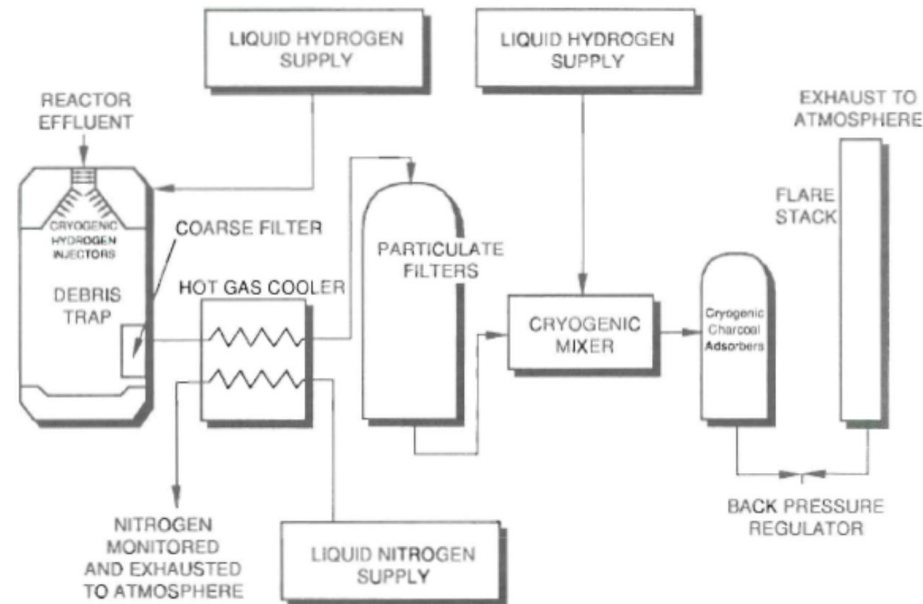 LIQUID HYDROGEN
SUPPLY
LIQUID HYDROGEN
SUPPLY
REACTOR
EFFLUENT
EXHAUST TO
ATMOSPHERE
CRYOGENIC
HYDROGEN
INJECTORS
COARSE FILTER
DEBRIS
TRAP
HOT GAS COOLER
PARTICULATE
FILTERS
CRYOGENIC
MIXER
Cryogenic
Charcoal
Adsorbers
FLARE
STACK
BACK PRESSURE
REGULATOR
NITROGEN
MONITORED
AND EXHAUSTED
TO ATMOSPHERE
LIQUID NITROGEN
SUPPLY